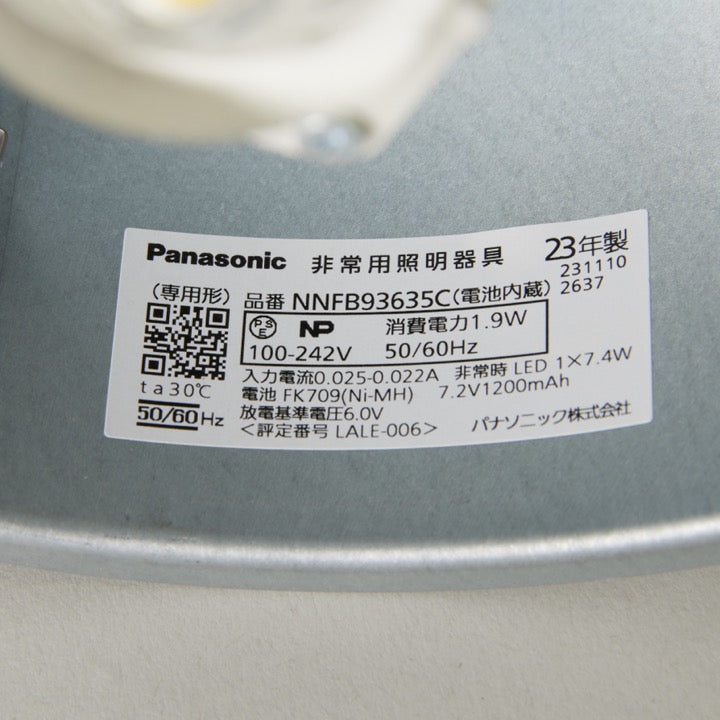 Panasonic 非常用照明器具 23年製
(専用形) 品番 NNFB93635C(電池内蔵) 231110
2637
PSE NP 消費電力1.9W
100-242V 50/60Hz
入力電流0.025-0.022A 非常時 LED 1×7.4W
ta30℃ 電池 FK709(Ni-MH) 7.2V1200mAh
50/60Hz 放電基準電圧6.0V
<評定番号 LALE-006> パナソニック株式会社